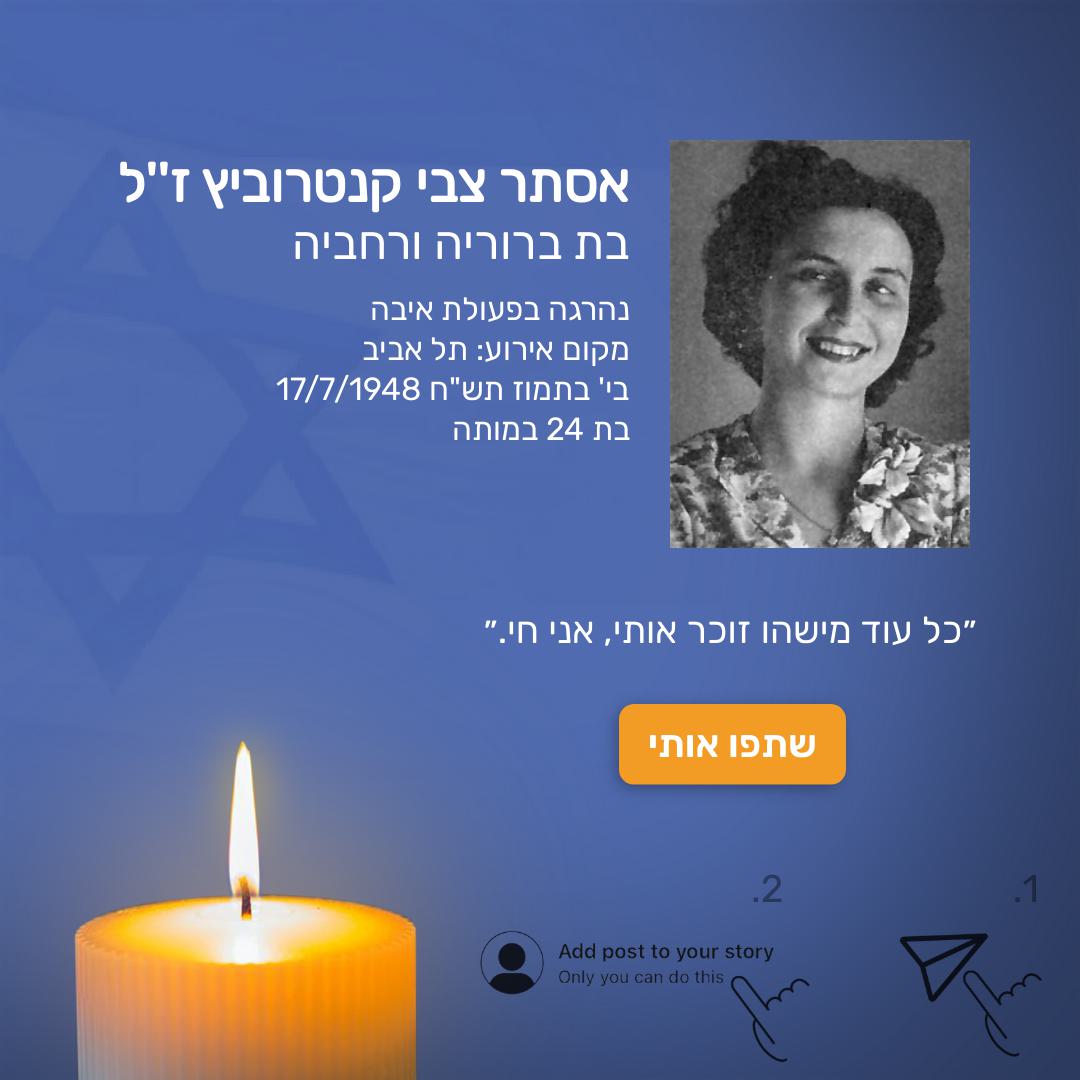 אסתר צבי קנטרוביץ ז"ל
בת ברוריה ורחביה
נהרגה בפעולת איבה
מקום אירוע: תל אביב
בי' בתמוז תש"ח 17/7/1948
בת 24 במותה
״כל עוד מישהו זוכר אותי, אני חי.״
שתפו אותי
1.
2.
Add post to your story
Only you can do this